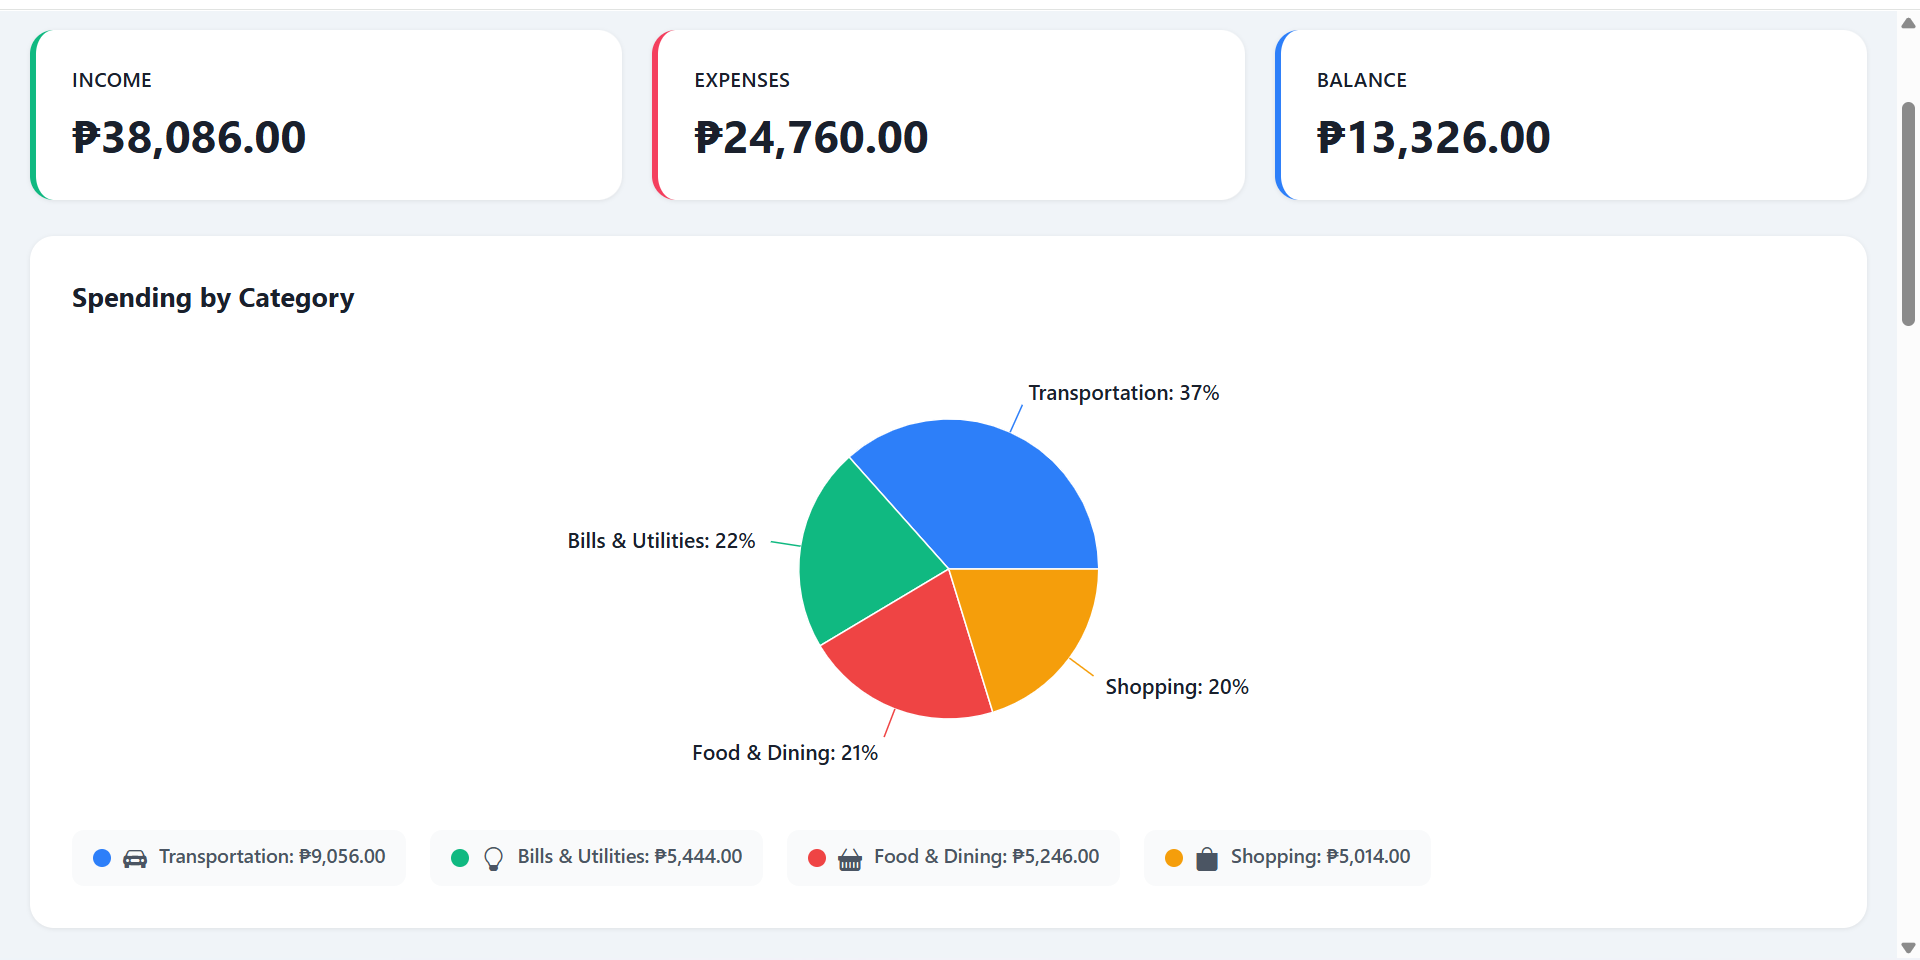 INCOME
₱38,086.00
EXPENSES
₱24,760.00
BALANCE
₱13,326.00
Spending by Category
Transportation: 37%
Bills & Utilities: 22%
Shopping: 20%
Food & Dining: 21%
Transportation: ₱9,056.00
Bills & Utilities: ₱5,444.00
Food & Dining: ₱5,246.00
Shopping: ₱5,014.00